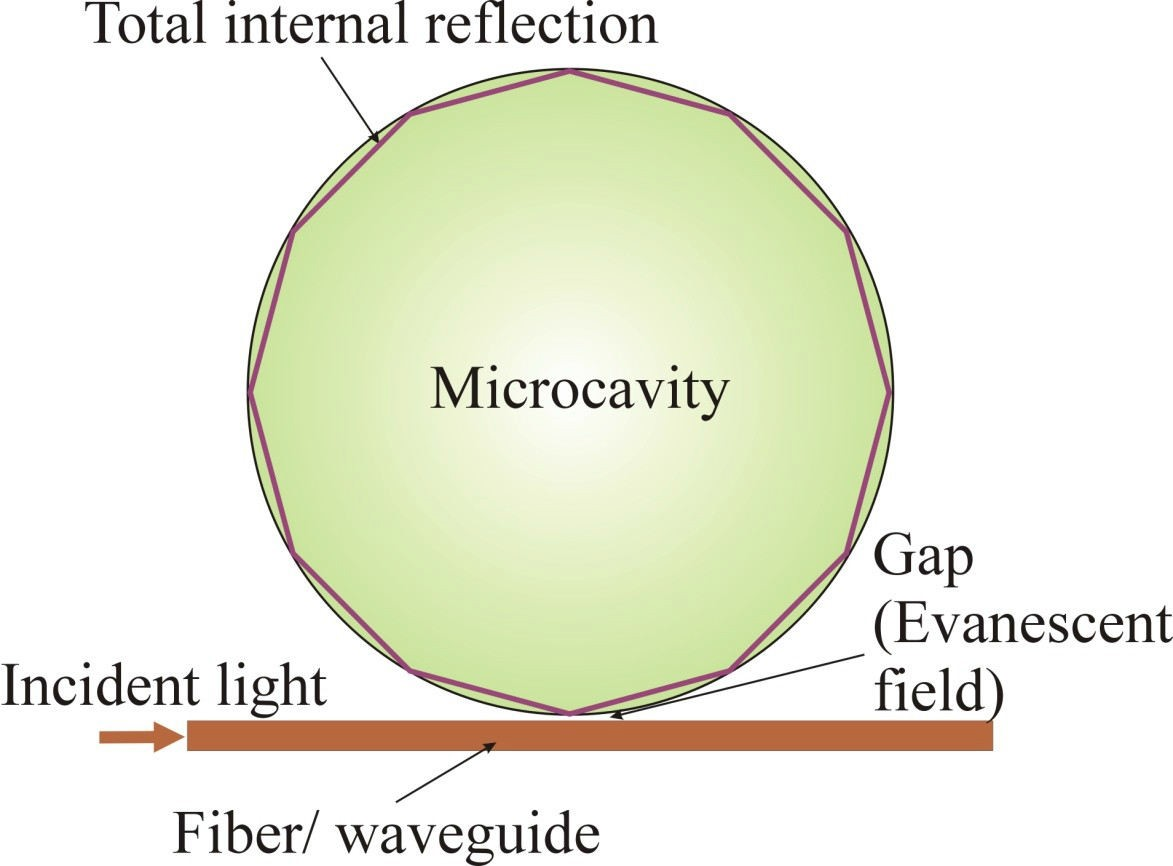 Total internal reflection
Microcavity
Gap
(Evanescent
field)
Incident light
Fiber/ waveguide